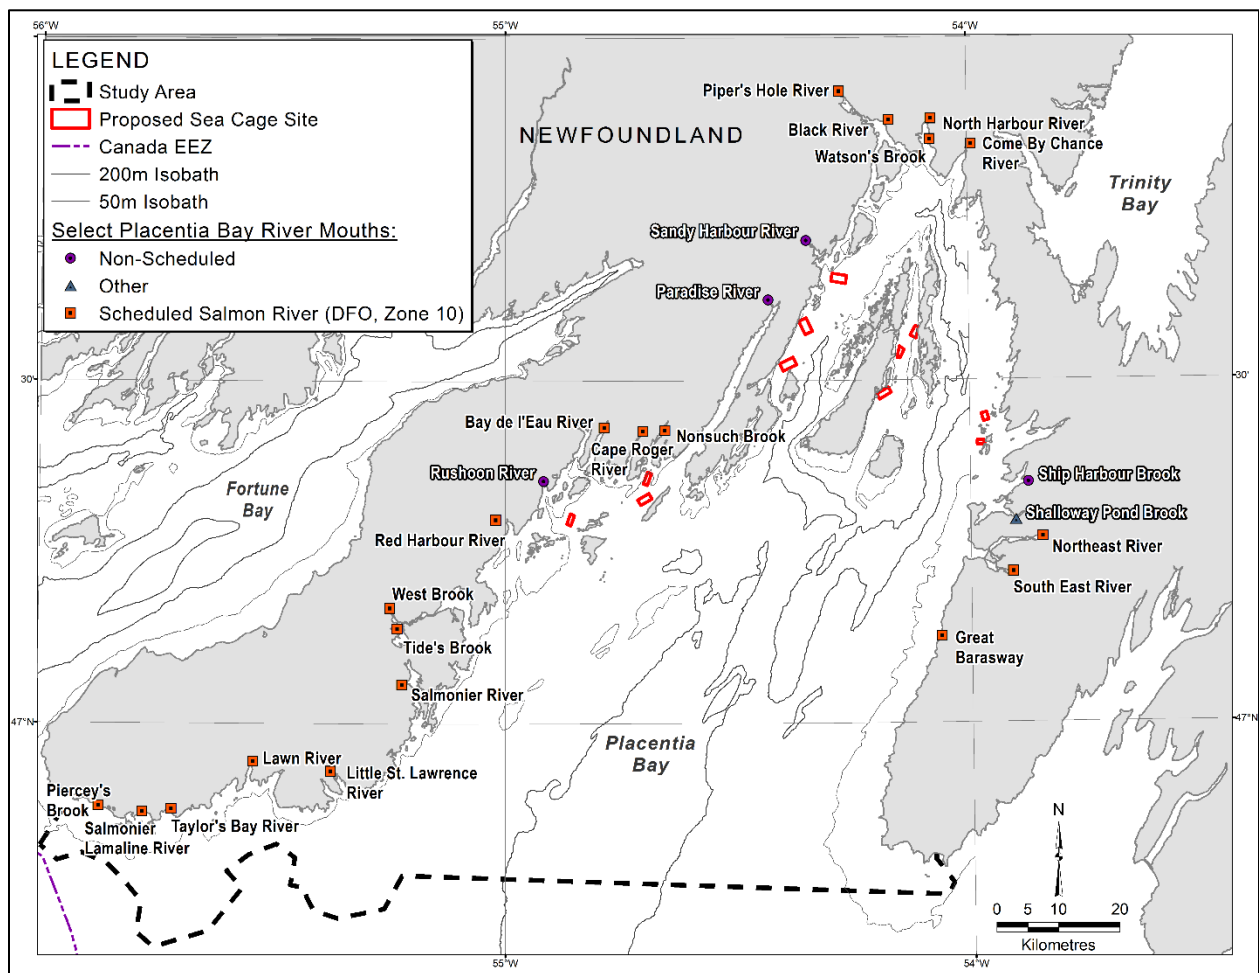 56°W
55°W
54°W
LEGEND
Study Area
Proposed Sea Cage Site
Canada EEZ
200m Isobath
50m Isobath
Select Placentia Bay River Mouths:
Non-Scheduled
Other
Scheduled Salmon River (DFO, Zone 10)
NEWFOUNDLAND
Piper's Hole River
Black River
North Harbour River
Watson's Brook
Come By Chance
River
Trinity
Bay
Sandy Harbour River
Paradise River
30'
30'
Bay de l'Eau River
Cape Roger
River
Nonsuch Brook
Rushoon River
Fortune
Bay
Ship Harbour Brook
Shalloway Pond Brook
Red Harbour River
Northeast River
South East River
West Brook
Tide's Brook
Great
Barasway
Salmonier River
47°N
47°N
Placentia
Bay
Lawn River
Little St. Lawrence
River
Piercey's
Brook
Salmonier
Lamaline River
Taylor's Bay River
N
0 5 10 20
Kilometres
55°W
54°W